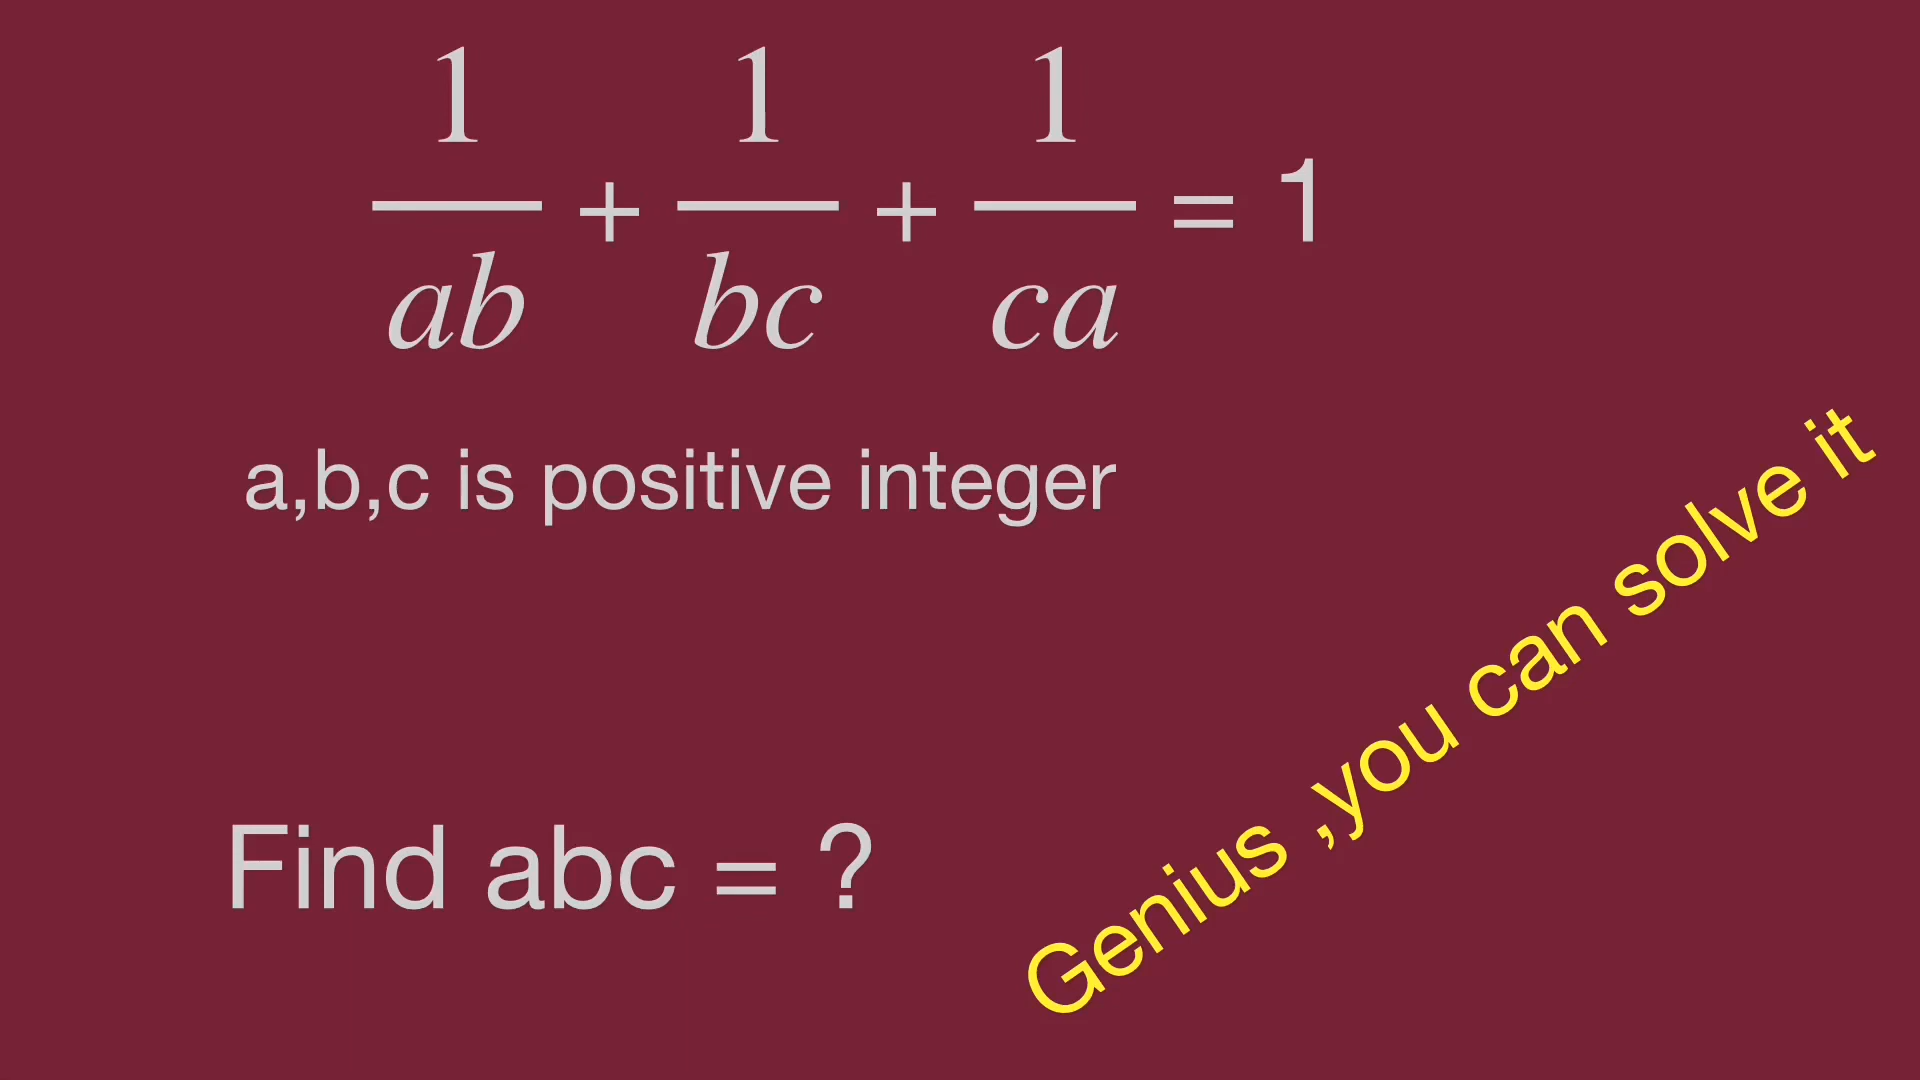 1/ab + 1/bc + 1/ca = 1
a,b,c is positive integer
Genius ,you can solve it
Find abc = ?